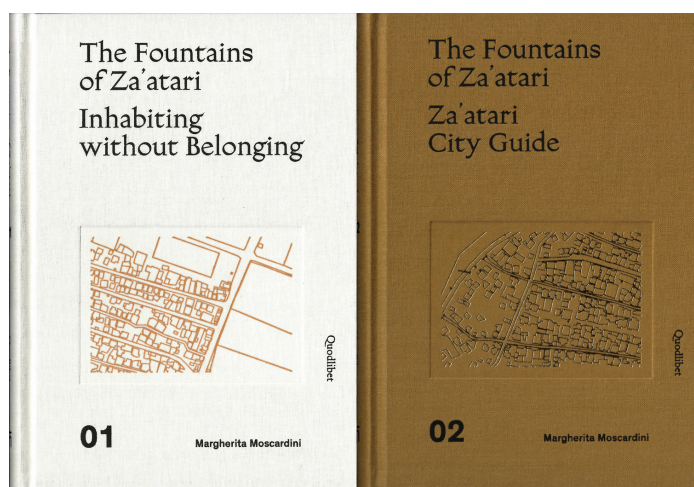 The Fountains
of Za'atari
Inhabiting
without Belonging
Quodlibet
01
Margherita Moscardini
The Fountains
of Za'atari
Za'atari
City Guide
Quodlibet
02
Margherita Moscardini